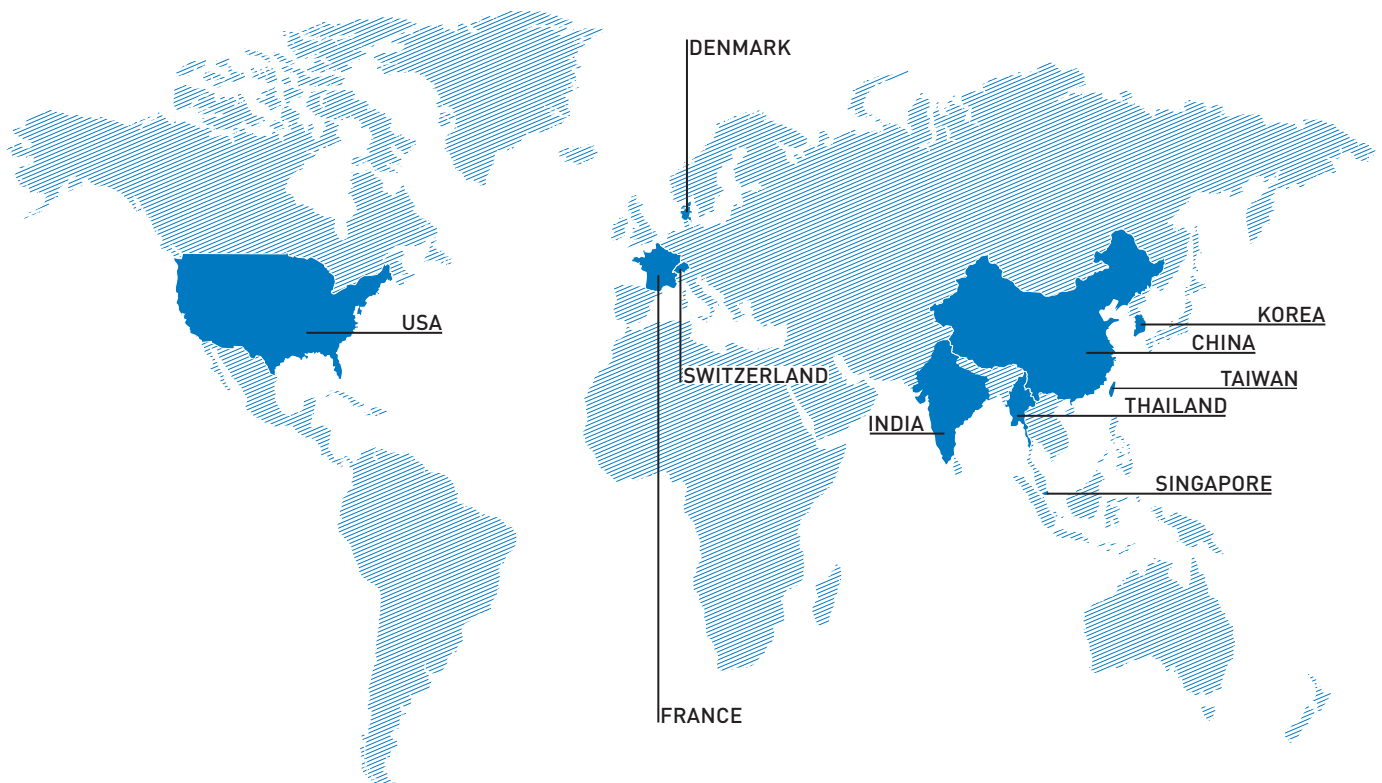 DENMARK
USA
KOREA
CHINA
SWITZERLAND
TAIWAN
THAILAND
INDIA
SINGAPORE
FRANCE